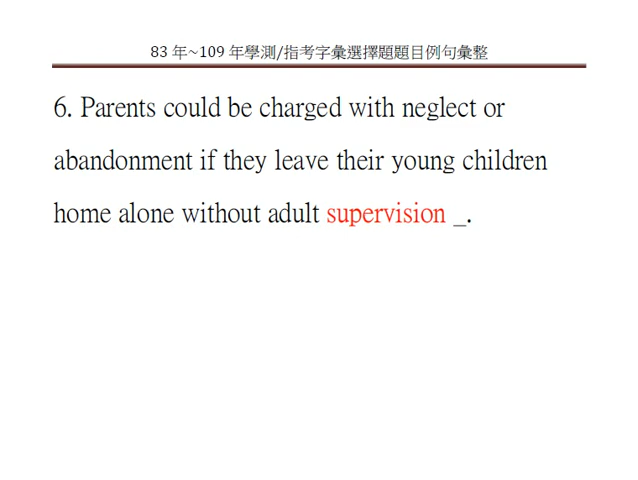 83 年~109 年學測/指考字彙選擇題題目例句彙整
6. Parents could be charged with neglect or
abandonment if they leave their young children
home alone without adult supervision _.